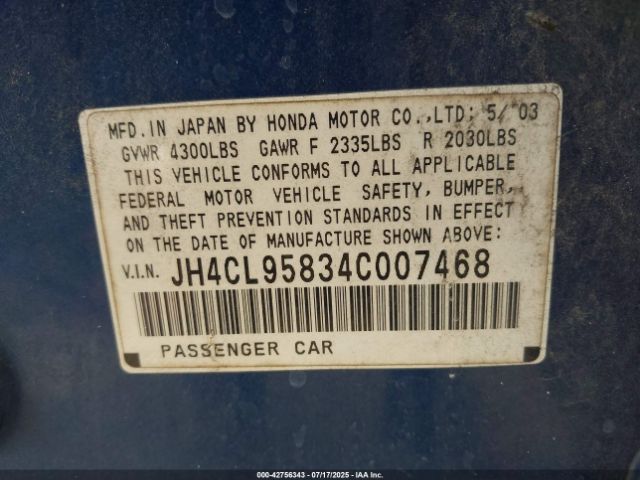 MFD. IN JAPAN BY HONDA MOTOR CO., LTD: 5/ '03
GVWR 4300LBS GAWR F 2335LBS R 2030LBS
THIS VEHICLE CONFORMS TO ALL APPLICABLE
FEDERAL MOTOR VEHICLE SAFETY, BUMPER,
AND THEFT PREVENTION STANDARDS IN EFFECT
ON THE DATE OF MANUFACTURE SHOWN ABOVE:
V.I.N. JH4CL95834C007468
PASSENGER CAR
000-42756343 - 07/17/2025 - IAA Inc.